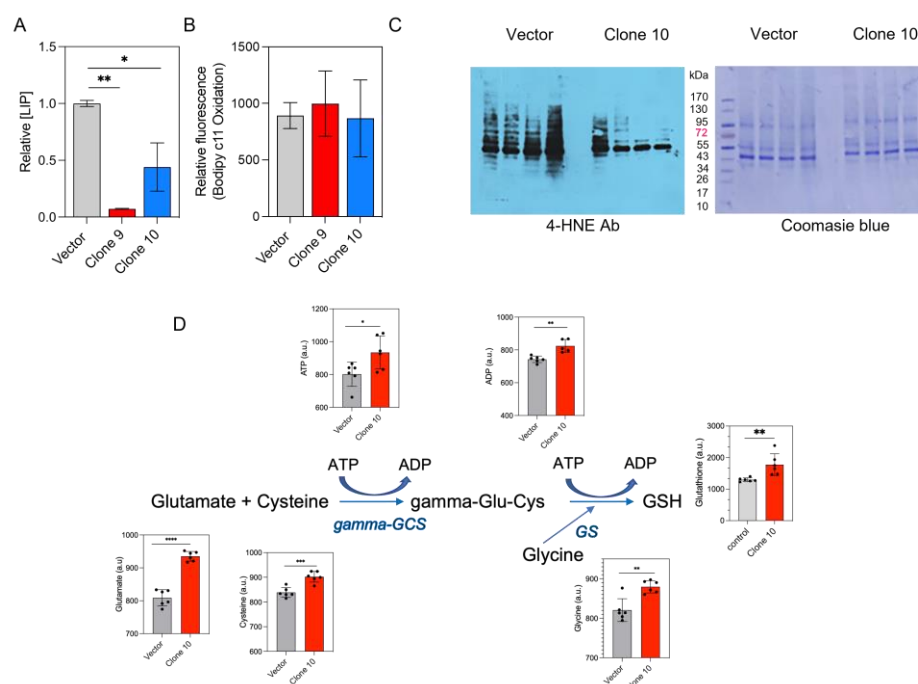 A
Relative [LIP]
1.5
1.0
0.5
0.0
*
**
Vector
Clone 9
Clone 10
B
Relative fluorescence
(Bodipy c11 Oxidation)
1500
1000
500
0
Vector
Clone 9
Clone 10
C
Vector
Clone 10
4-HNE Ab
kDa
170
130
95
72
55
43
34
26
17
10
Vector
Clone 10
Coomasie blue
D
ATP (a.u.)
1200
1000
800
600
*
Vector
Clone 10
ADP (a.u.)
800
600
400
**
Vector
Clone 10
Glutathione (a.u.)
3000
2000
1000
0
**
control
Clone 10
ATP
ADP
ATP
ADP
Glutamate + Cysteine
gamma-Glu-Cys
GSH
gamma-GCS
GS
Glycine
Glutamate (a.u)
1000
900
800
700
****
Vector
Clone 10
Cysteine (a.u.)
1000
900
800
700
***
Vector
Clone 10
Glycine (a.u.)
900
800
700
**
Vector
Clone 10